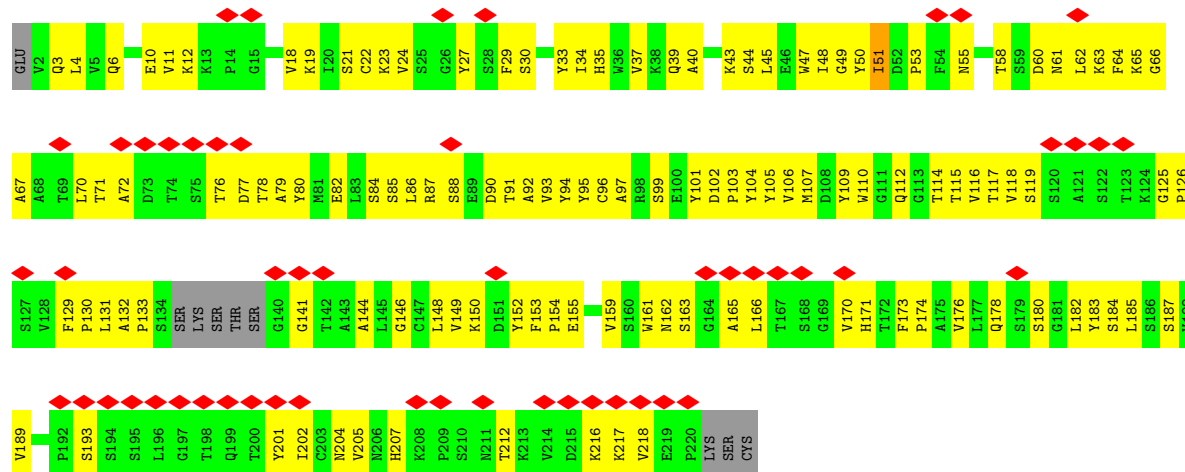 GLU V2 Q3 L4 V5 Q6 E10 V11 K12 K13 P14 G15 V18 K19 I20 S21 C22 K23 V24 S25 G26 Y27 S28 F29 S30 Y33 I34 H35 W36 V37 K38 Q39 A40 K43 S44 L45 E46 W47 I48 G49 Y50 I51 D52 P53 F54 N55 T58 S59 D60 N61 L62 K63 F64 K65 G66
A67 A68 T69 L70 T71 A72 D73 T74 S75 T76 D77 T78 A79 Y80 M81 E82 L83 S84 S85 L86 R87 S88 E89 D90 T91 A92 V93 Y94 Y95 C96 A97 R98 S99 E100 Y101 D102 P103 Y104 Y105 V106 M107 D108 Y109 W110 G111 Q112 G113 T114 T115 V116 T117 V118 S119 S120 A121 S122 T123 K124 G125 P126
S127 V128 F129 P130 L131 A132 P133 S134 SER LYS SER THR SER G140 G141 T142 A143 A144 L145 G146 C147 L148 V149 K150 D151 Y152 F153 P154 E155 V159 S160 W161 N162 S163 G164 A165 L166 T167 S168 G169 V170 H171 T172 F173 P174 A175 V176 L177 Q178 S179 S180 G181 L182 Y183 S184 L185 S186 S187
V189 P192 S193 S194 S195 L196 G197 T198 Q199 T200 Y201 I202 C203 N204 V205 N206 H207 K208 P209 S210 N211 T212 K213 V214 D215 K216 K217 V218 E219 P220 LYS SER CYS